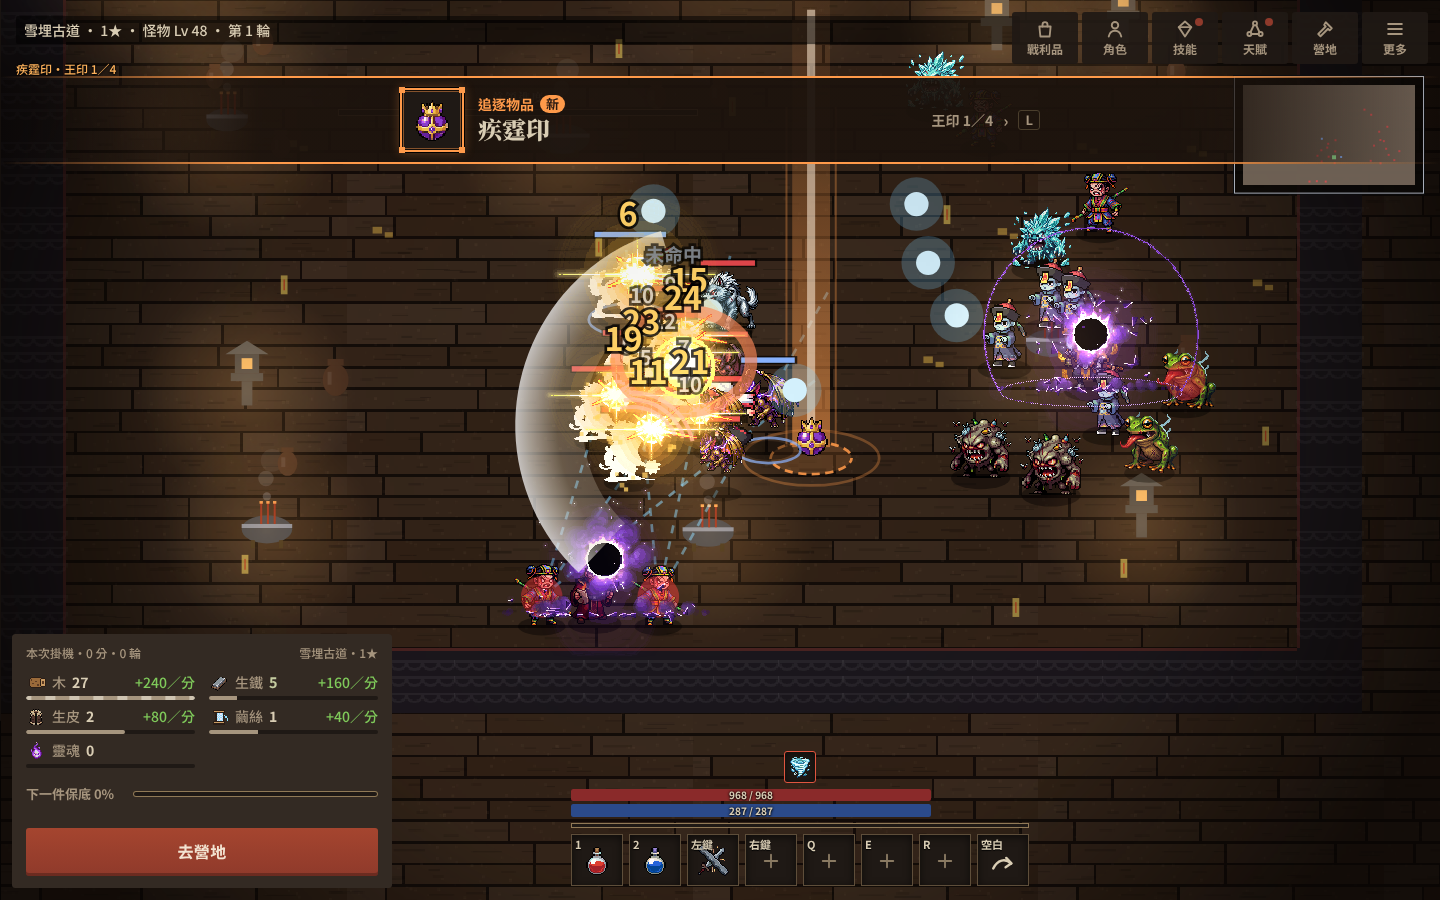 雪埋古道 · 1★ · 怪物 Lv 48 · 第 1 輪
疾霆印 · 王印 1／4
戰利品
角色
技能
天賦
營地
更多
追逐物品 新
疾霆印
王印 1／4 › L
6
未命中
15
10
24
23
2
19
7
5
21
11
10
本次掛機 · 0 分 · 0 輪
雪埋古道 · 1★
木 27 +240／分
生鐵 5 +160／分
生皮 2 +80／分
繭絲 1 +40／分
靈魂 0
下一件保底 0%
去營地
968 / 968
287 / 287
1
2
左鍵
右鍵
Q
E
R
空白